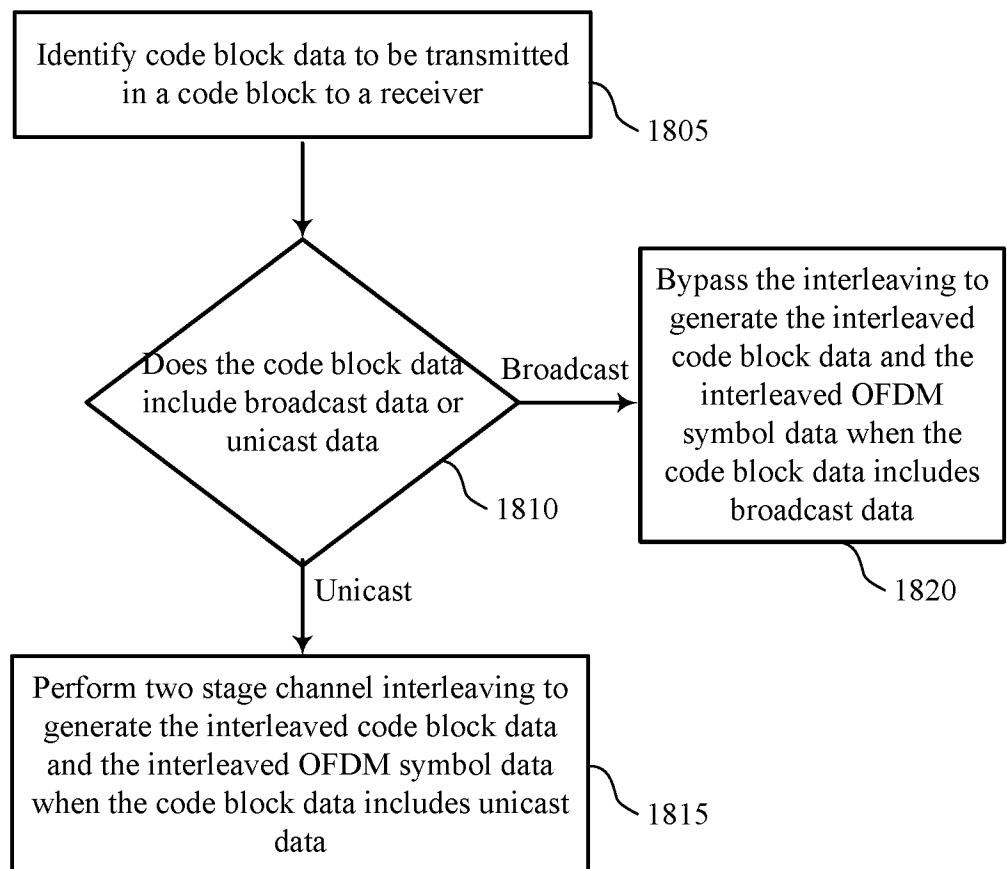 Identify code block data to be transmitted
in a code block to a receiver
1805
Does the code block data
include broadcast data or
unicast data
1810
Broadcast
Bypass the interleaving to
generate the interleaved
code block data and the
interleaved OFDM
symbol data when the
code block data includes
broadcast data
1820
Unicast
Perform two stage channel interleaving to
generate the interleaved code block data
and the interleaved OFDM symbol data
when the code block data includes unicast
data
1815